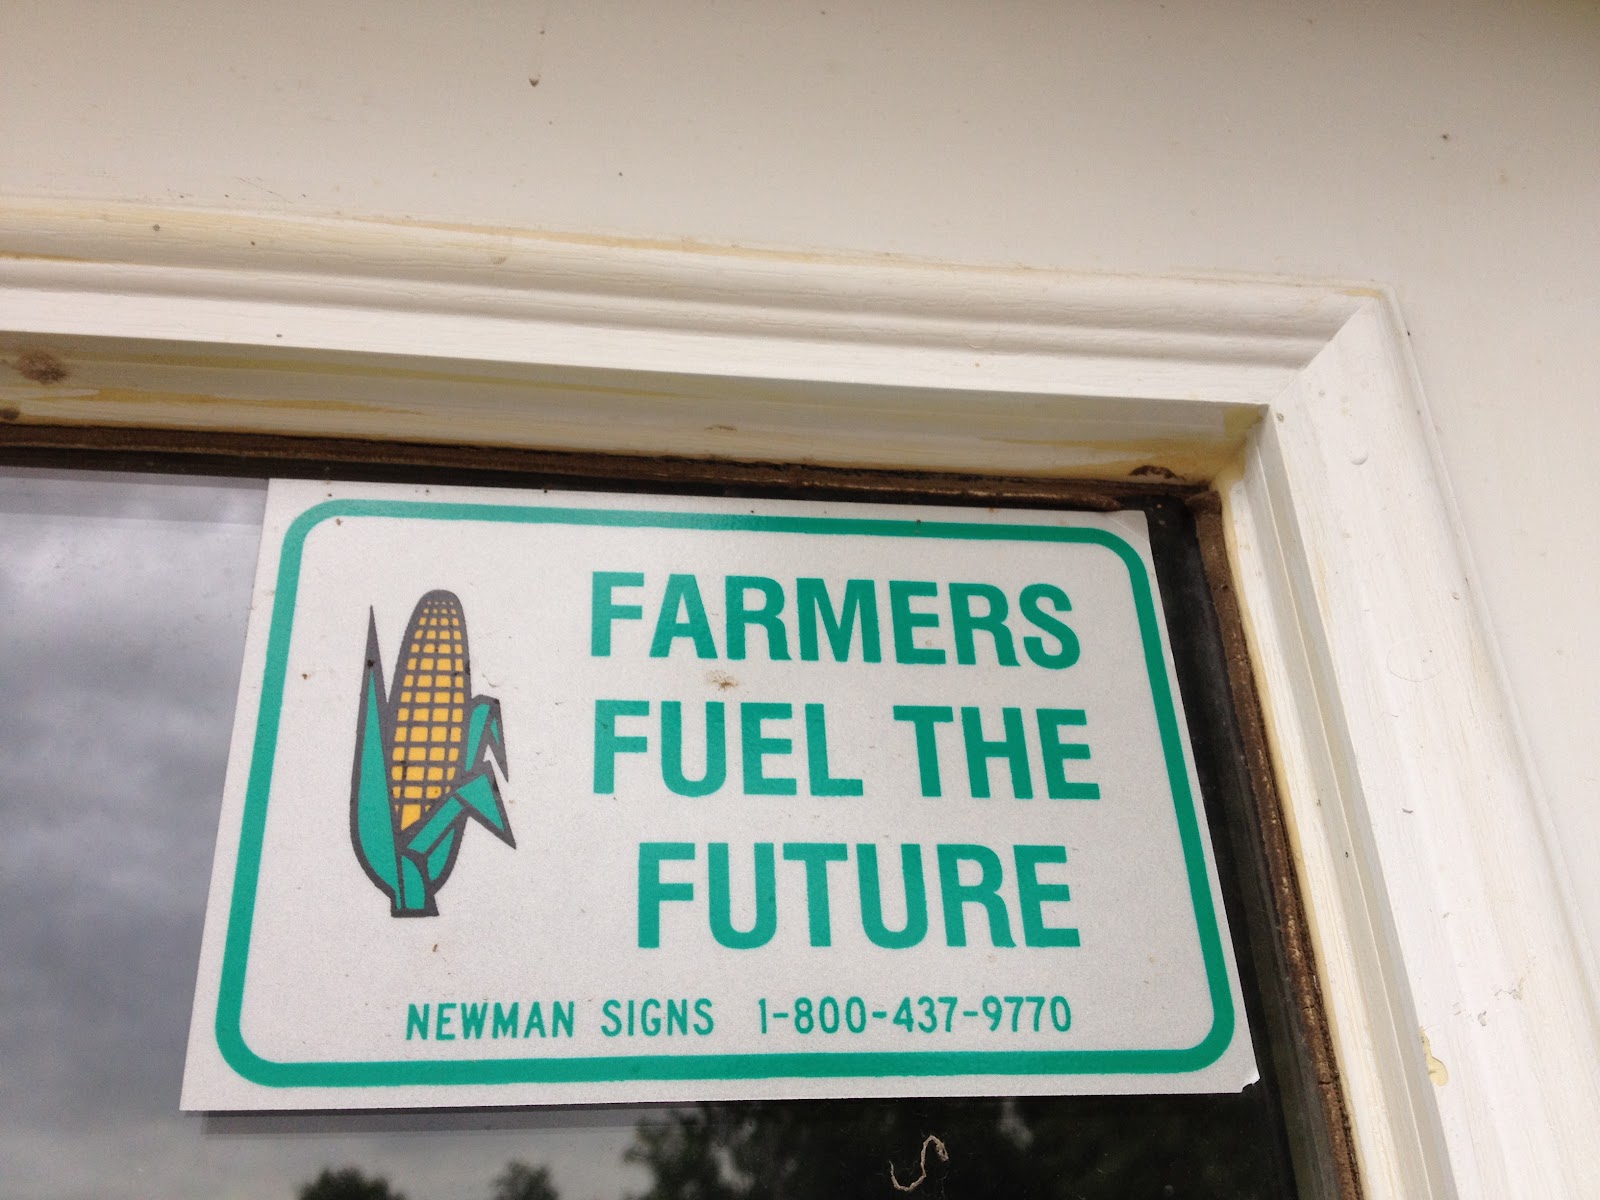 FARMERS
FUEL THE
FUTURE
NEWMAN SIGNS 1-800-437-9770